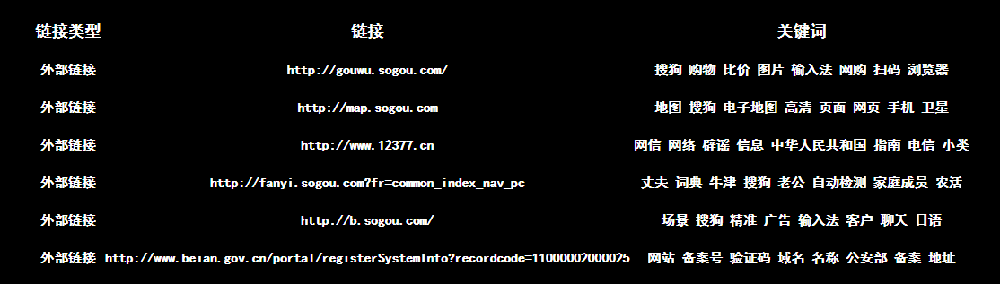 链接类型 链接 关键词
外部链接 http://gouwu.sogou.com/ 搜狗 购物 比价 图片 输入法 网购 扫码 浏览器
外部链接 http://map.sogou.com 地图 搜狗 电子地图 高清 页面 网页 手机 卫星
外部链接 http://www.12377.cn 网信 网络 辟谣 信息 中华人民共和国 指南 电信 小类
外部链接 http://fanyi.sogou.com?fr=common_index_nav_pc 丈夫 词典 牛津 搜狗 老公 自动检测 家庭成员 农活
外部链接 http://b.sogou.com/ 场景 搜狗 精准 广告 输入法 客户 聊天 日语
外部链接 http://www.beian.gov.cn/portal/registerSystemInfo?recordcode=11000002000025 网站 备案号 验证码 域名 名称 公安部 备案 地址